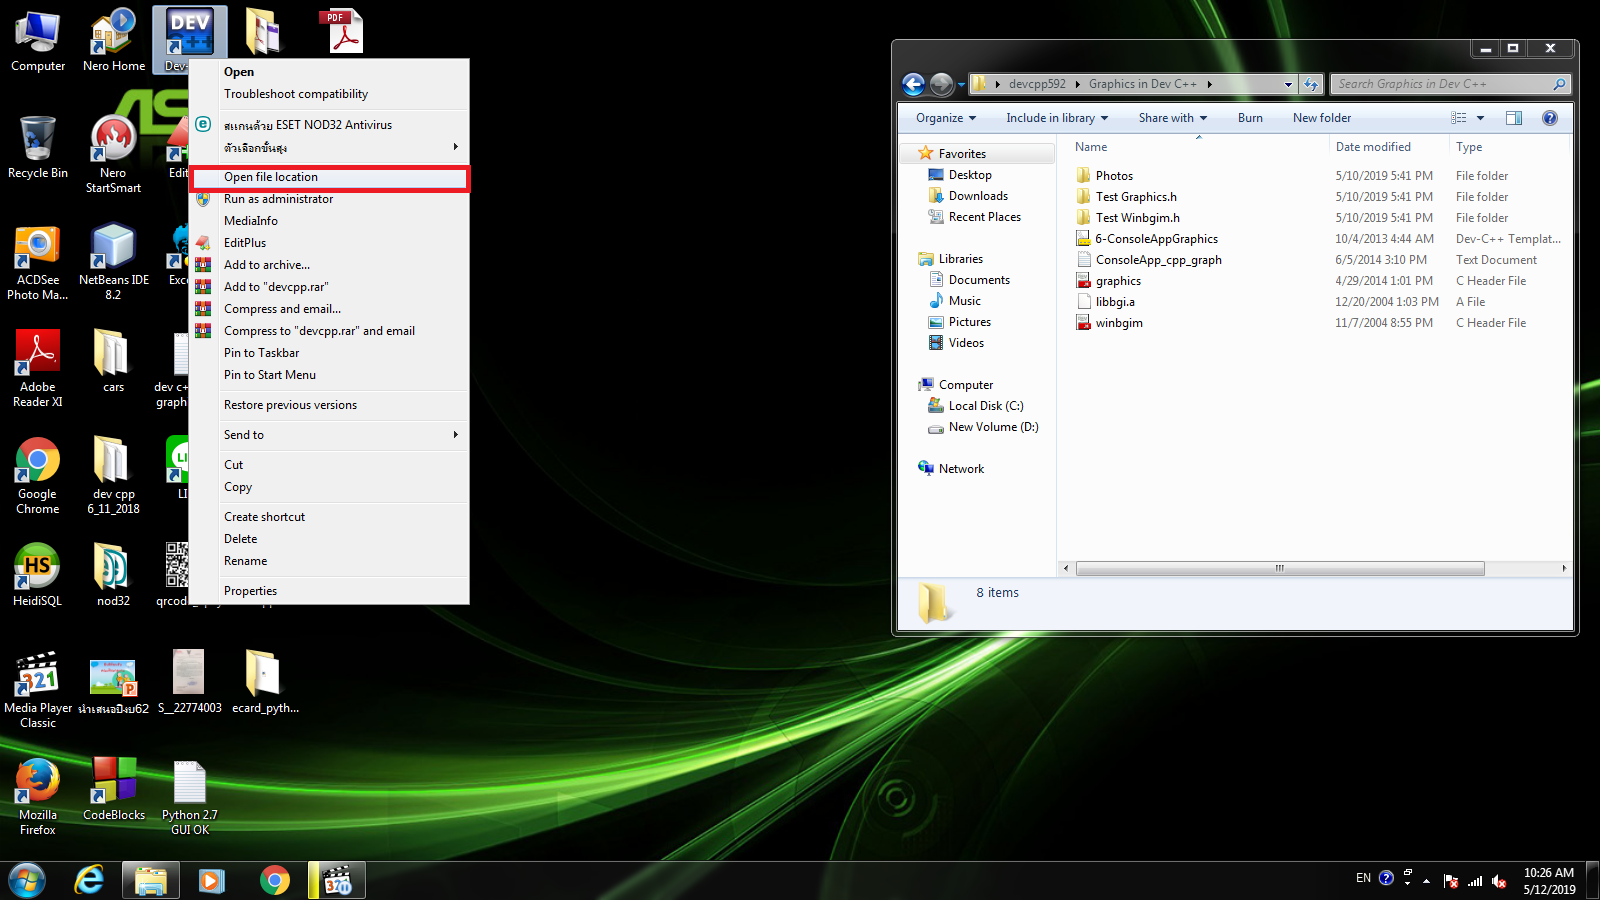 Computer
Nero Home
DEV
Dev-
PDF
Recycle Bin
Nero
StartSmart
Edit
ACDSee
Photo Ma...
NetBeans IDE
8.2
Exc
Adobe
Reader XI
cars
dev c+
graph
Google
Chrome
dev cpp
6_11_2018
LI
HS
HeidiSQL
nod32
qrcod
321
Media Player
Classic
นำเสนอปีงบ62
S__22774003
ecard_pyth...
Mozilla
Firefox
CodeBlocks
Python 2.7
GUI OK
Open
Troubleshoot compatibility
สแกนด้วย ESET NOD32 Antivirus
ตัวเลือกขั้นสูง
Open file location
Run as administrator
MediaInfo
EditPlus
Add to archive...
Add to "devcpp.rar"
Compress and email...
Compress to "devcpp.rar" and email
Pin to Taskbar
Pin to Start Menu
Restore previous versions
Send to
Cut
Copy
Create shortcut
Delete
Rename
Properties
devcpp592
Graphics in Dev C++
Search Graphics in Dev C++
Organize
Include in library
Share with
Burn
New folder
Favorites
Desktop
Downloads
Recent Places
Libraries
Documents
Music
Pictures
Videos
Computer
Local Disk (C:)
New Volume (D:)
Network
Name Date modified Type
Photos 5/10/2019 5:41 PM File folder
Test Graphics.h 5/10/2019 5:41 PM File folder
Test Winbgim.h 5/10/2019 5:41 PM File folder
6-ConsoleAppGraphics 10/4/2013 4:44 AM Dev-C++ Templat...
ConsoleApp_cpp_graph 6/5/2014 3:10 PM Text Document
graphics 4/29/2014 1:01 PM C Header File
libbgi.a 12/20/2004 1:03 PM A File
winbgim 11/7/2004 8:55 PM C Header File
8 items
EN
10:26 AM
5/12/2019